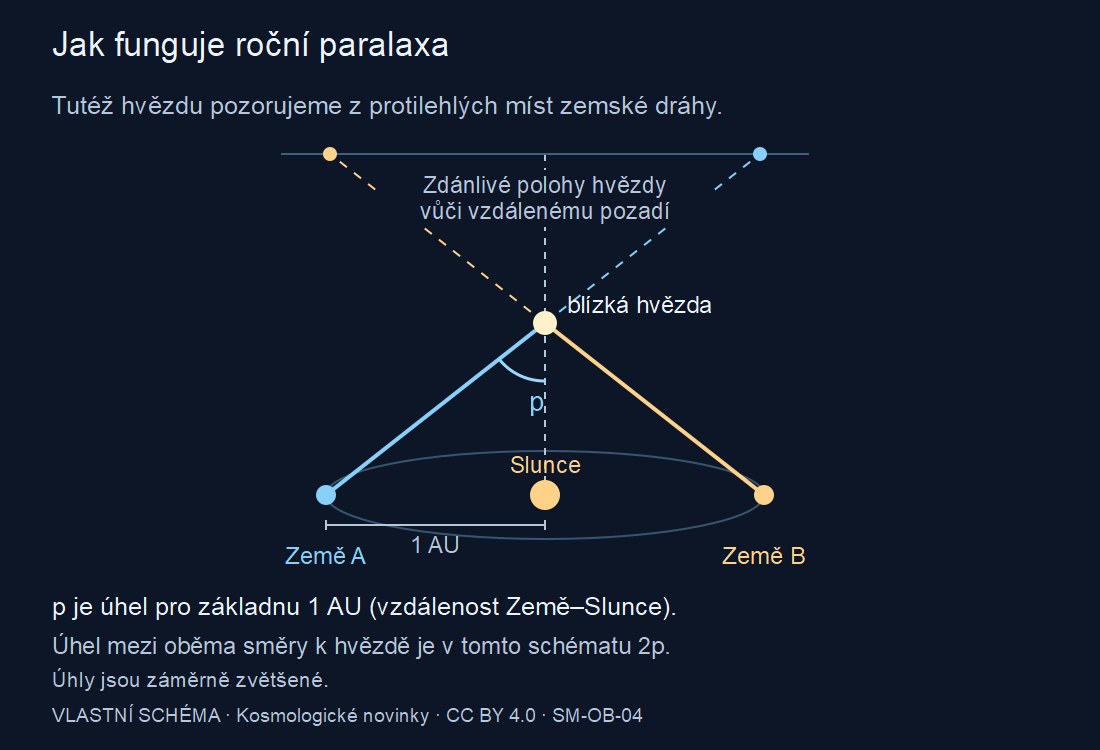 Jak funguje roční paralaxa
Tutéž hvězdu pozorujeme z protilehlých míst zemské dráhy.
Zdánlivé polohy hvězdy
vůči vzdálenému pozadí
blízká hvězda
p
Slunce
1 AU
Země A
Země B
p je úhel pro základnu 1 AU (vzdálenost Země–Slunce).
Úhel mezi oběma směry k hvězdě je v tomto schématu 2p.
Úhly jsou záměrně zvětšené.
VLASTNÍ SCHÉMA · Kosmologické novinky · CC BY 4.0 · SM-OB-04